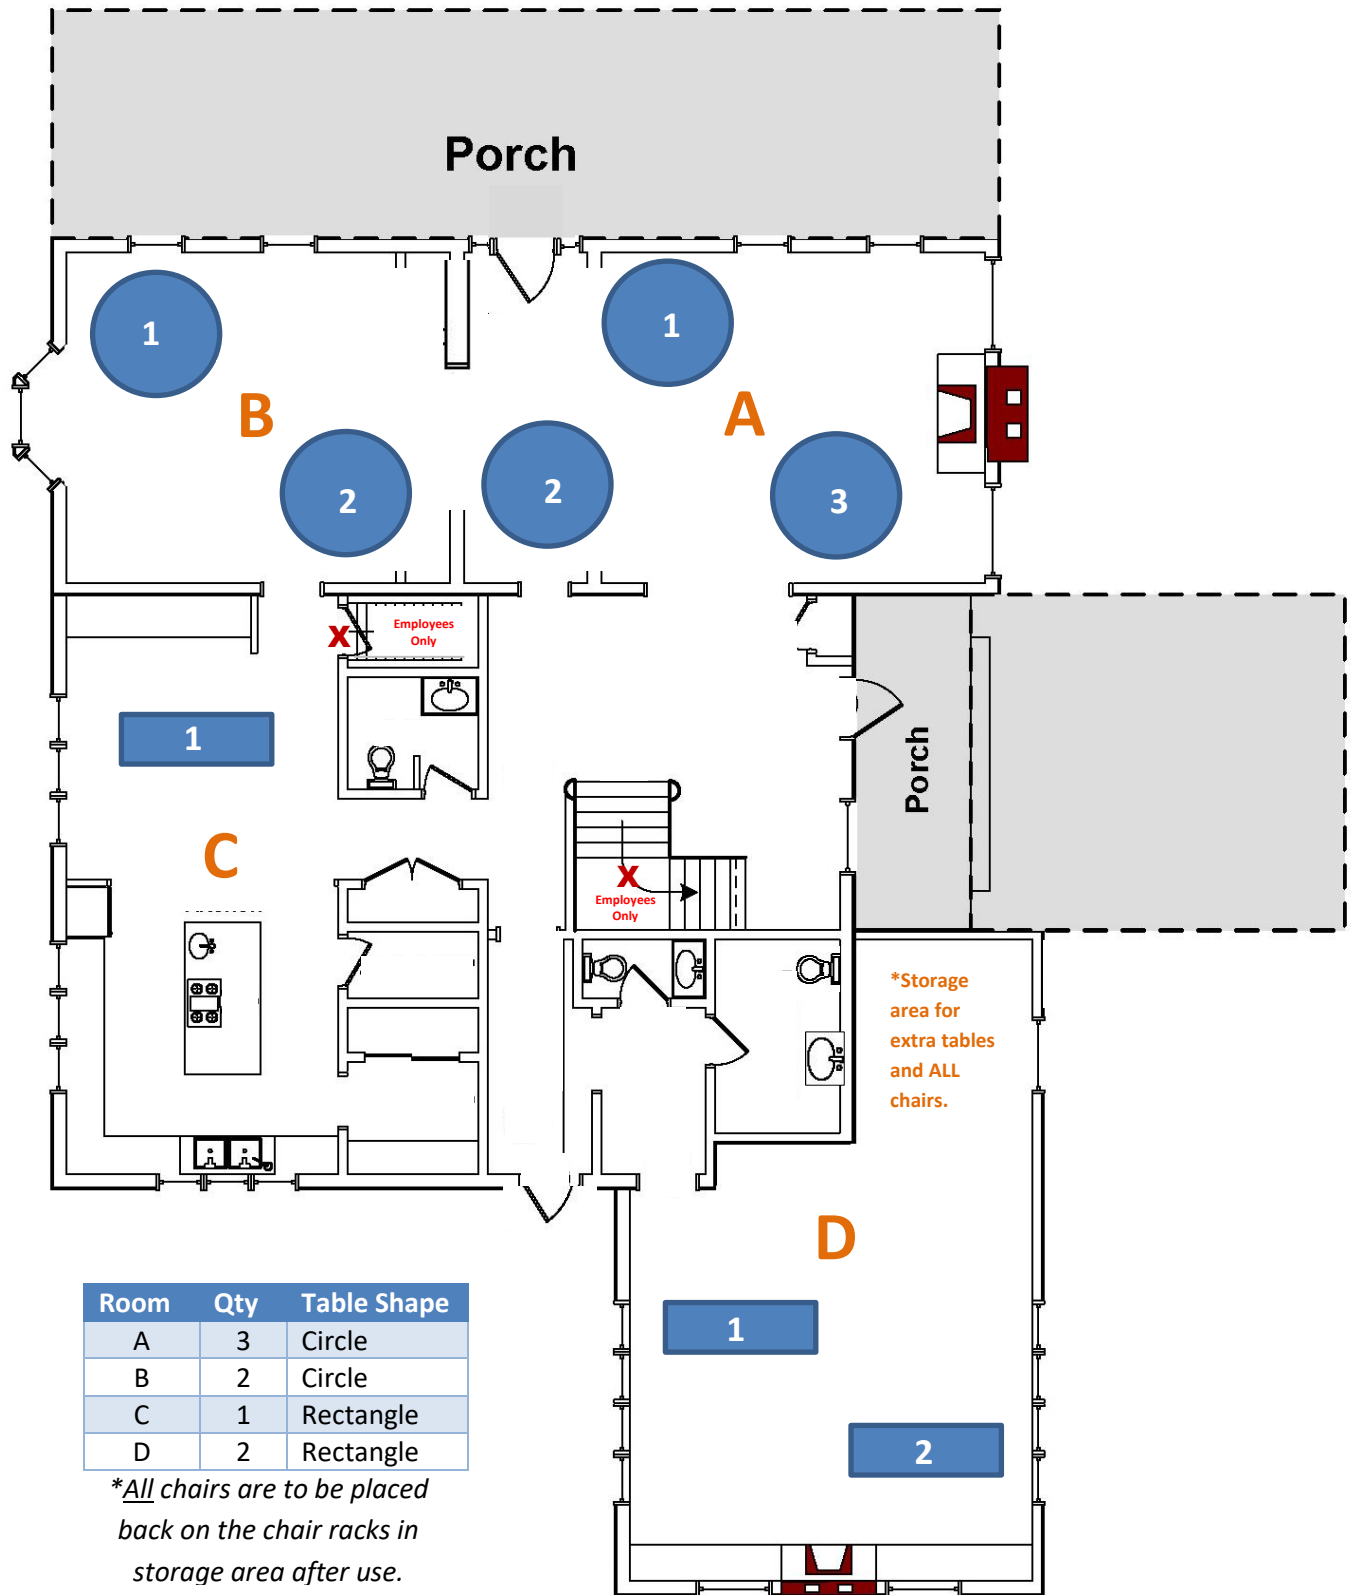 Porch
1
1
B
A
2
2
3
X
Employees
Only
1
Porch
C
X
Employees
Only
*Storage
area for
extra tables
and ALL
chairs.
D
1
2
Room Qty Table Shape
A 3 Circle
B 2 Circle
C 1 Rectangle
D 2 Rectangle
*All chairs are to be placed
back on the chair racks in
storage area after use.